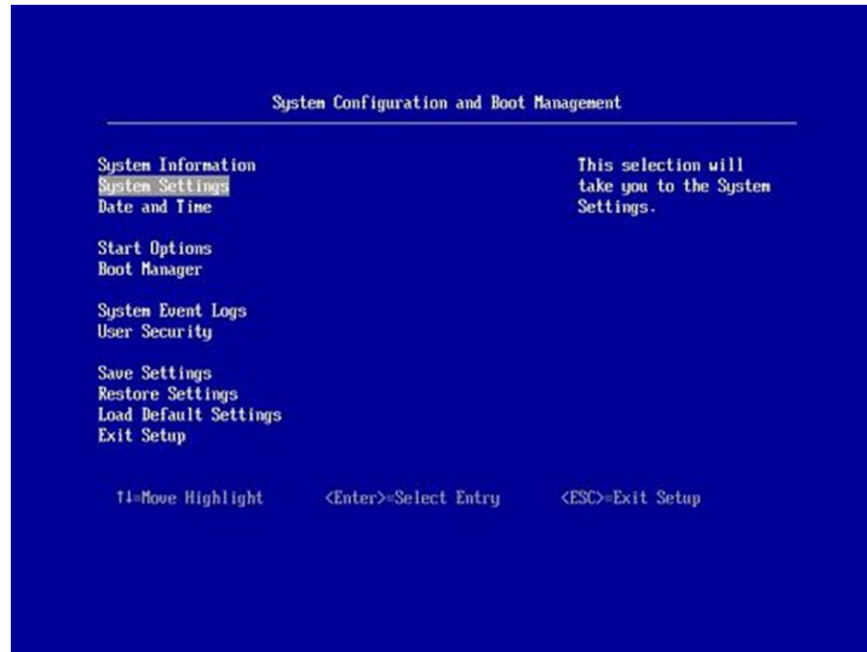 System Configuration and Boot Management
System Information
System Settings
Date and Time
Start Options
Boot Manager
System Event Logs
User Security
Save Settings
Restore Settings
Load Default Settings
Exit Setup
This selection will
take you to the System
Settings.
↑↓=Move Highlight <Enter>=Select Entry <ESC>=Exit Setup